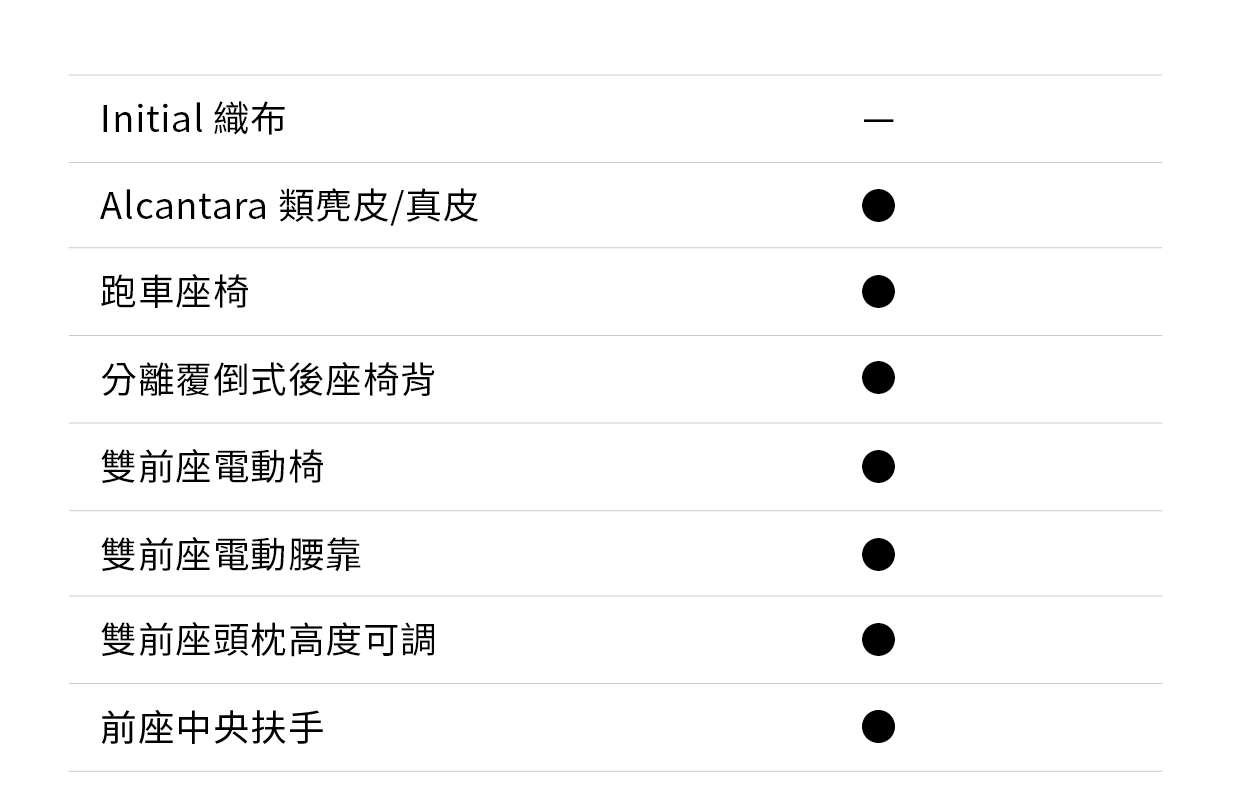 Initial 織布 —
Alcantara 類麂皮/真皮 ●
跑車座椅 ●
分離覆倒式後座椅背 ●
雙前座電動椅 ●
雙前座電動腰靠 ●
雙前座頭枕高度可調 ●
前座中央扶手 ●